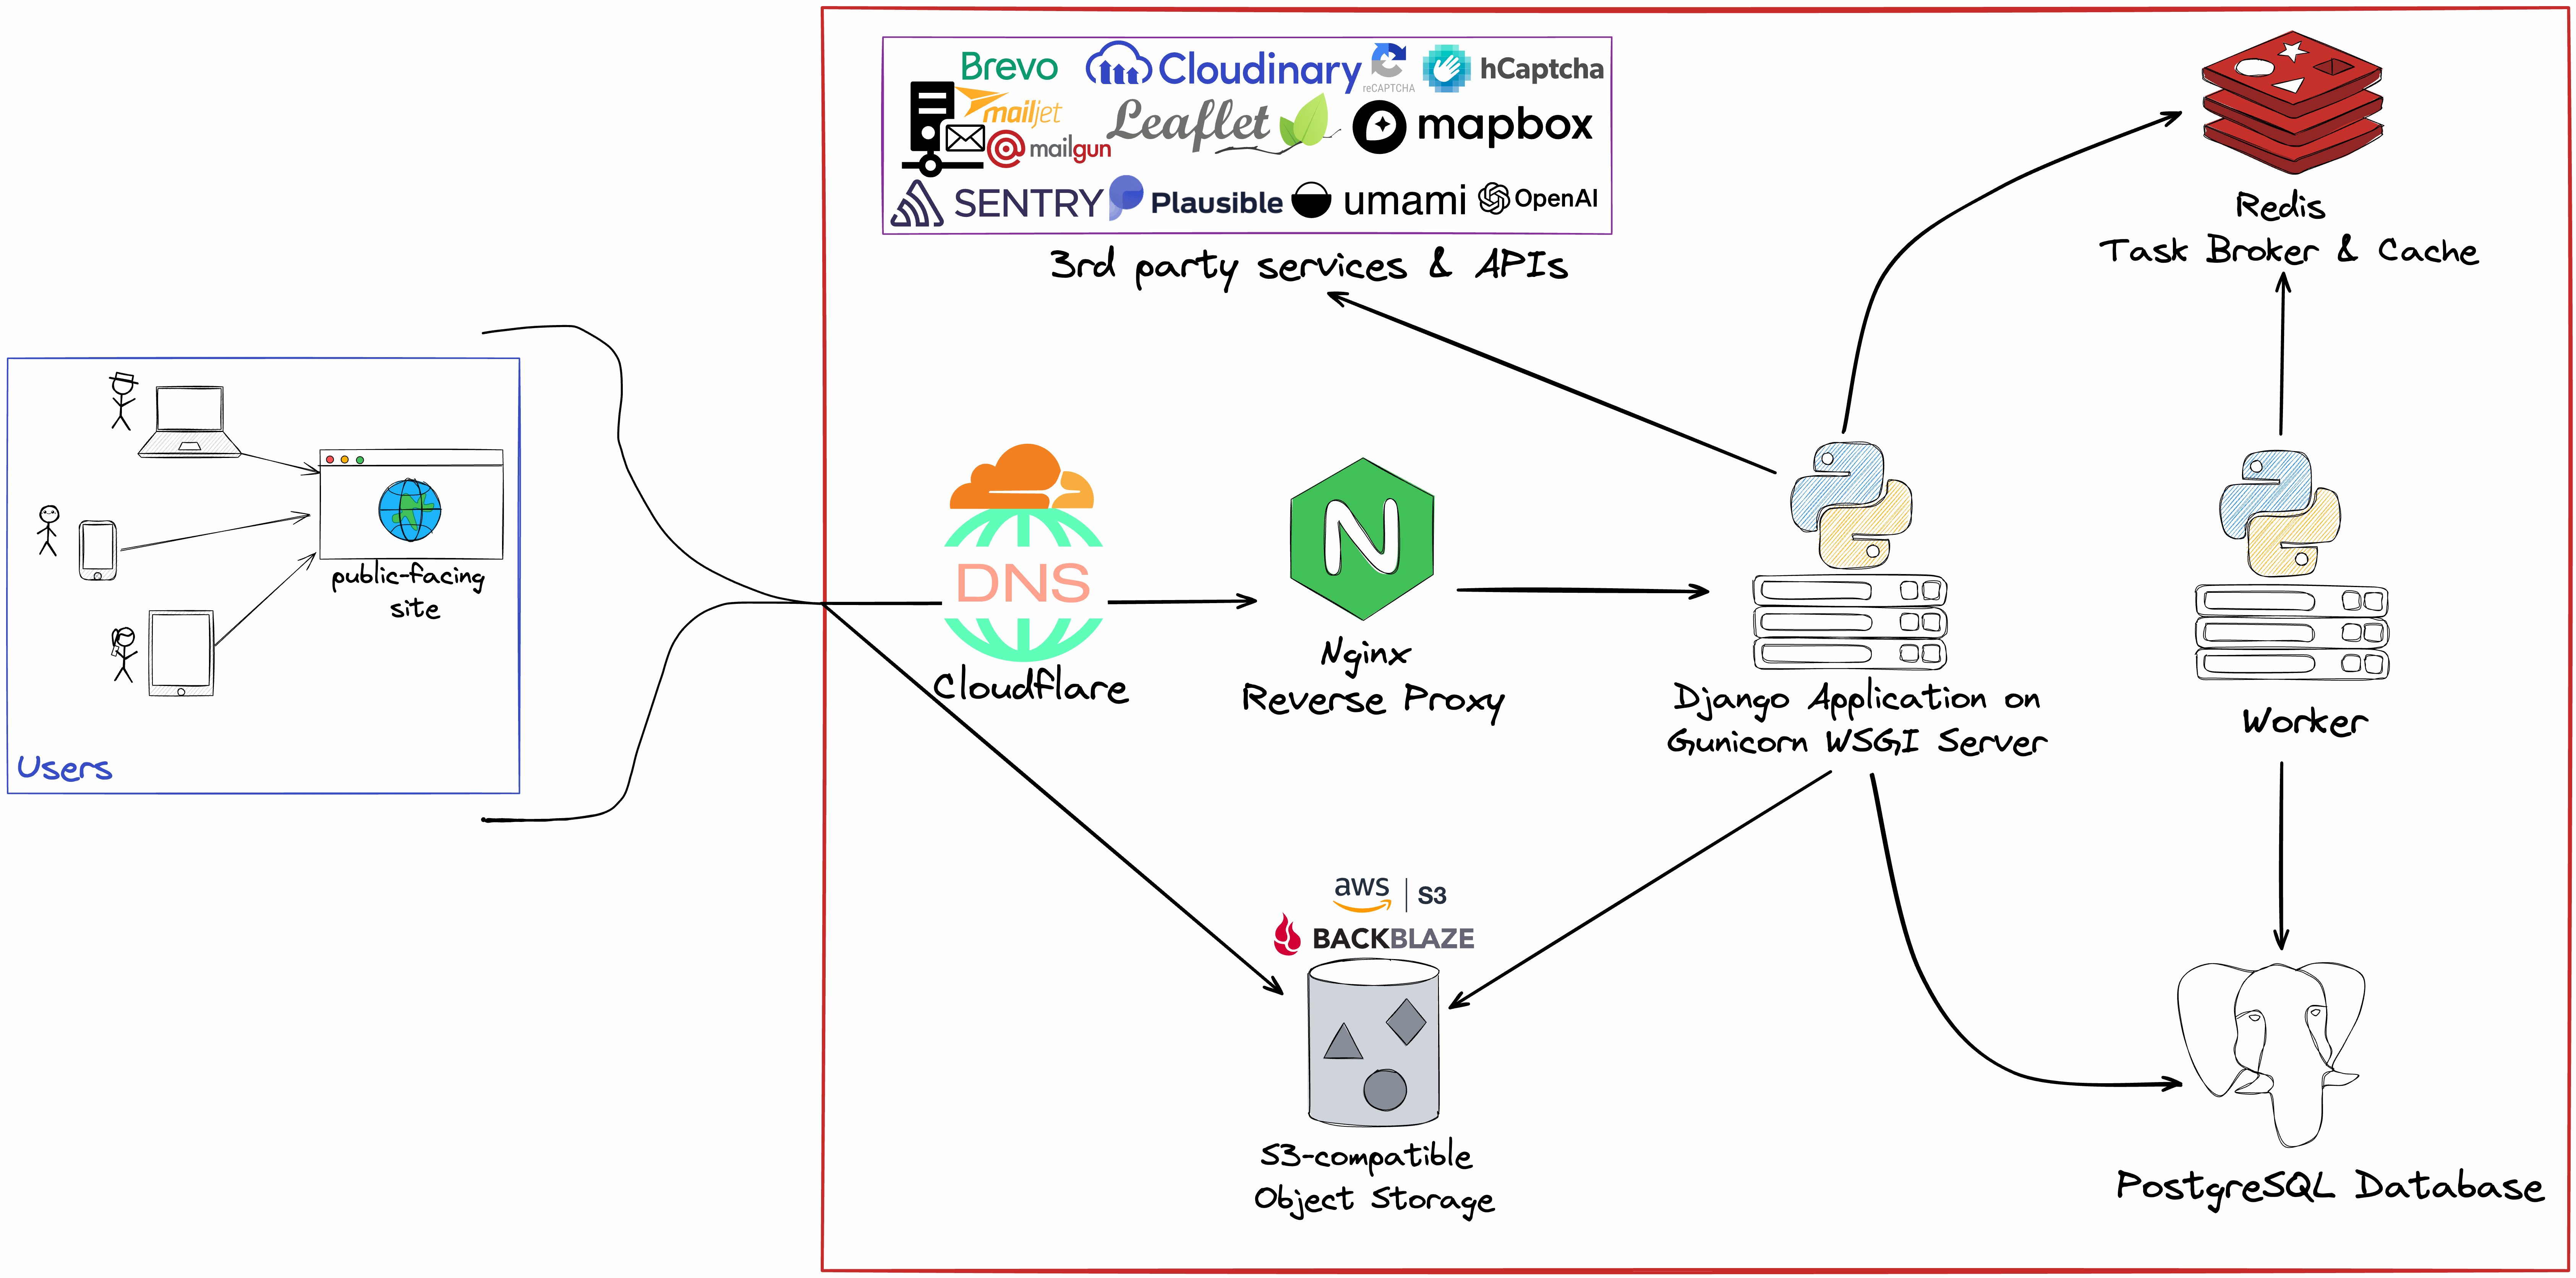 Brevo
Cloudinary
reCAPTCHA
hCaptcha
mailjet
Leaflet
mapbox
mailgun
SENTRY
Plausible
umami
OpenAI
3rd party services & APIs
Redis
Task Broker & Cache
public-facing
site
Users
DNS
Cloudflare
N
Nginx
Reverse Proxy
Django Application on
Gunicorn WSGI Server
Worker
aws | S3
BACKBLAZE
S3-compatible
Object Storage
PostgreSQL Database